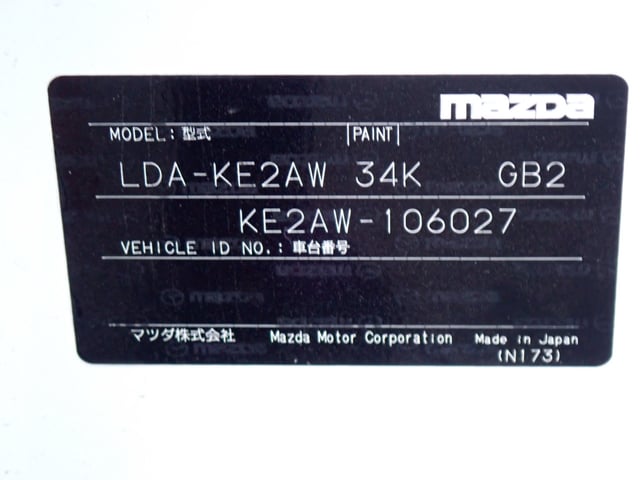 mazda
MODEL: 型式 |PAINT|
LDA-KE2AW 34K GB2
KE2AW-106027
VEHICLE ID NO.: 車台番号
マツダ株式会社 Mazda Motor Corporation Made in Japan
(N173)